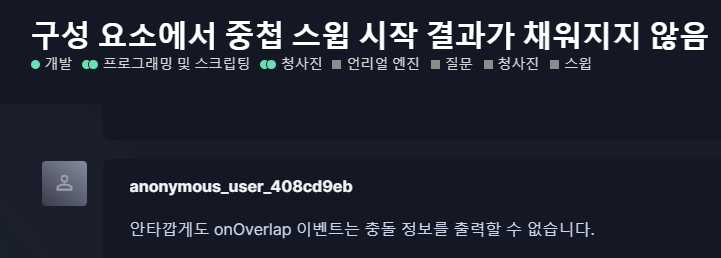 구성 요소에서 중첩 스윕 시작 결과가 채워지지 않음
개발 프로그래밍 및 스크립팅 청사진 언리얼 엔진 질문 청사진 스윕
anonymous_user_408cd9eb
안타깝게도 onOverlap 이벤트는 충돌 정보를 출력할 수 없습니다.